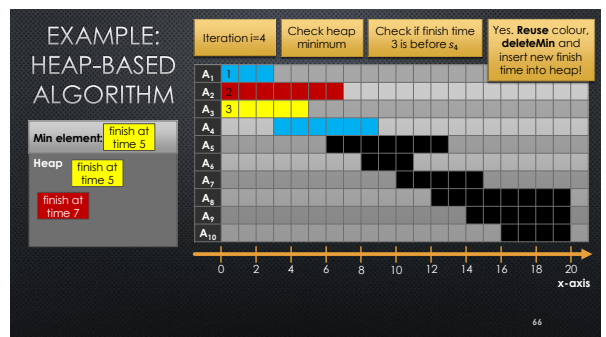 EXAMPLE:
HEAP-BASED
ALGORITHM
Iteration i=4
Check heap
minimum
Check if finish time
3 is before s₄
Yes. Reuse colour,
deleteMin and
insert new finish
time into heap!
Min element:
finish at
time 5
Heap
finish at
time 5
finish at
time 7
A₁ 1
A₂ 2
A₃ 3
A₄
A₅
A₆
A₇
A₈
A₉
A₁₀
0 2 4 6 8 10 12 14 16 18 20
x-axis
66